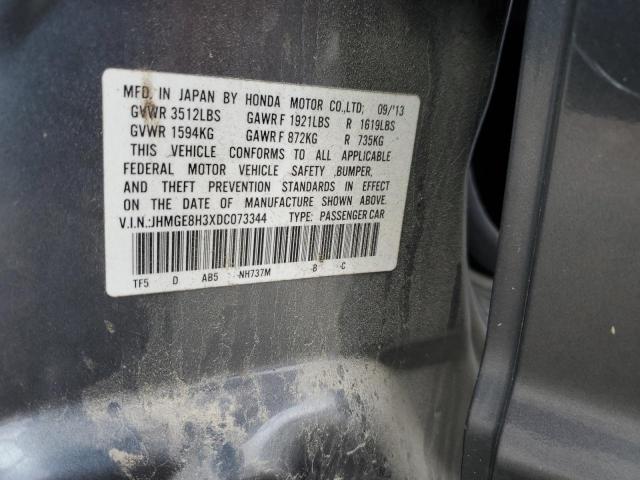 MFD. IN JAPAN BY HONDA MOTOR CO.,LTD; 09/'13
GVWR 3512LBS GAWR F 1921LBS R 1619LBS
GVWR 1594KG GAWR F 872KG R 735KG
THIS VEHICLE CONFORMS TO ALL APPLICABLE
FEDERAL MOTOR VEHICLE SAFETY ,BUMPER,
AND THEFT PREVENTION STANDARDS IN EFFECT
ON THE DATE OF MANUFACTURE SHOWN ABOVE.
V.I.N.:JHMGE8H3XDC073344 TYPE: PASSENGER CAR
TF5 D AB5 -NH737M -B -C